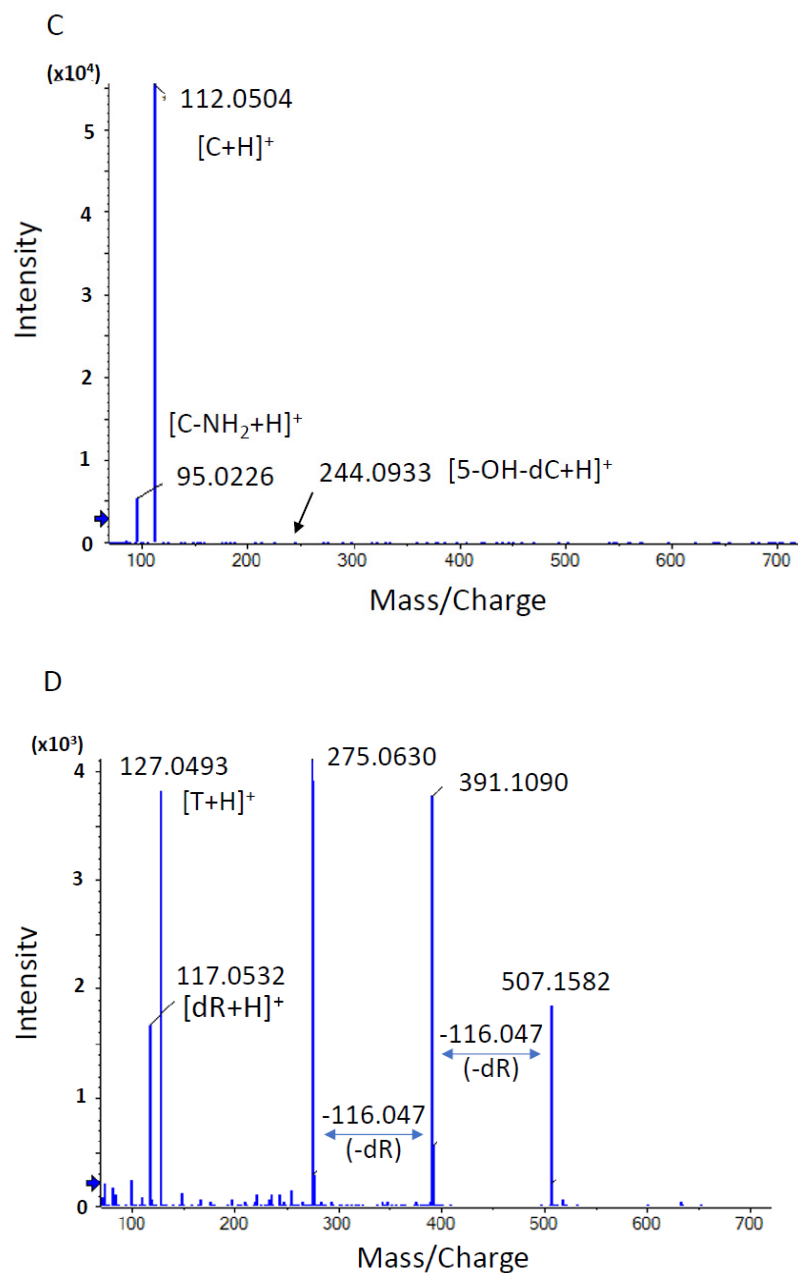 C
(x10⁴)
112.0504
[C+H]⁺
5
4
3
2
1
0
Intensity
[C-NH₂+H]⁺
95.0226
244.0933 [5-OH-dC+H]⁺
100 200 300 400 500 600 700
Mass/Charge
D
(x10³)
127.0493
[T+H]⁺
275.0630
391.1090
4
3
2
1
0
Intensity
117.0532
[dR+H]⁺
507.1582
-116.047
(-dR)
-116.047
(-dR)
100 200 300 400 500 600 700
Mass/Charge